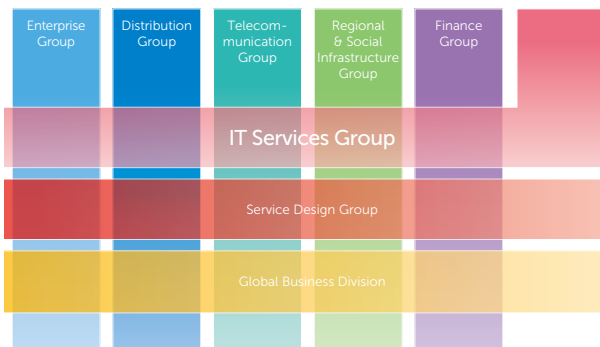 Enterprise
Group
Distribution
Group
Telecom-
munication
Group
Regional
& Social
Infrastructure
Group
Finance
Group
IT Services Group
Service Design Group
Global Business Division